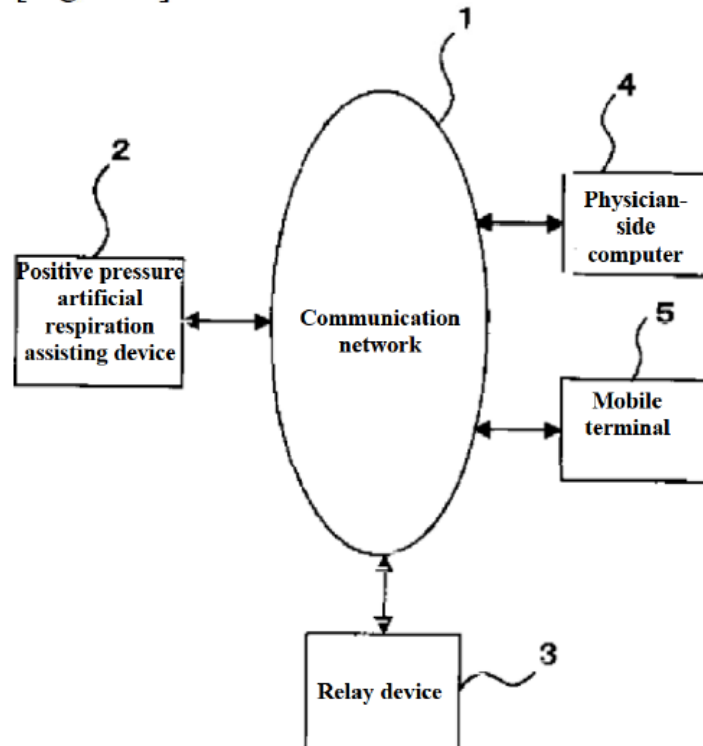 1
4
2
Physician-
side
computer
Positive pressure
artificial
respiration
assisting device
Communication
network
5
Mobile
terminal
Relay device
3